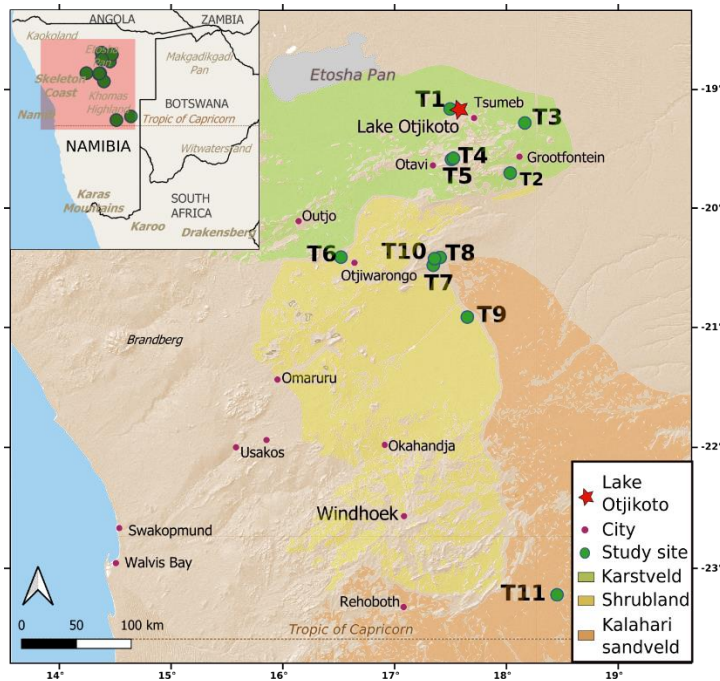 ANGOLA
ZAMBIA
Kaokoland
Etosha
Pan
Makgadikgadi
Pan
Skeleton
Coast
Khomas
Highland
BOTSWANA
Tropic of Capricorn
NAMIBIA
Witwatersland
Karas
Mountains
SOUTH
AFRICA
Karoo
Drakensberg
Etosha Pan
T1
Tsumeb
Lake Otjikoto
T3
T4
Otavi
T5
Grootfontein
T2
Outjo
T6
T10
T8
Otjiwarongo
T7
T9
Brandberg
Omaruru
Usakos
Okahandja
Windhoek
Swakopmund
Walvis Bay
Rehoboth
T11
Tropic of Capricorn
Lake
Otjikoto
City
Study site
Karstveld
Shrubland
Kalahari
sandveld
0 50 100 km
-19°
-20°
-21°
-22°
-23°
14° 15° 16° 17° 18° 19°